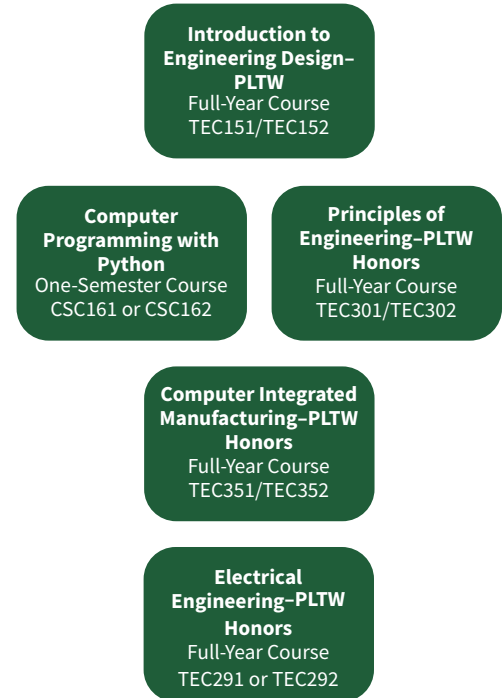 Introduction to
Engineering Design–
PLTW
Full-Year Course
TEC151/TEC152
Computer
Programming with
Python
One-Semester Course
CSC161 or CSC162
Principles of
Engineering–PLTW
Honors
Full-Year Course
TEC301/TEC302
Computer Integrated
Manufacturing–PLTW
Honors
Full-Year Course
TEC351/TEC352
Electrical
Engineering–PLTW
Honors
Full-Year Course
TEC291 or TEC292